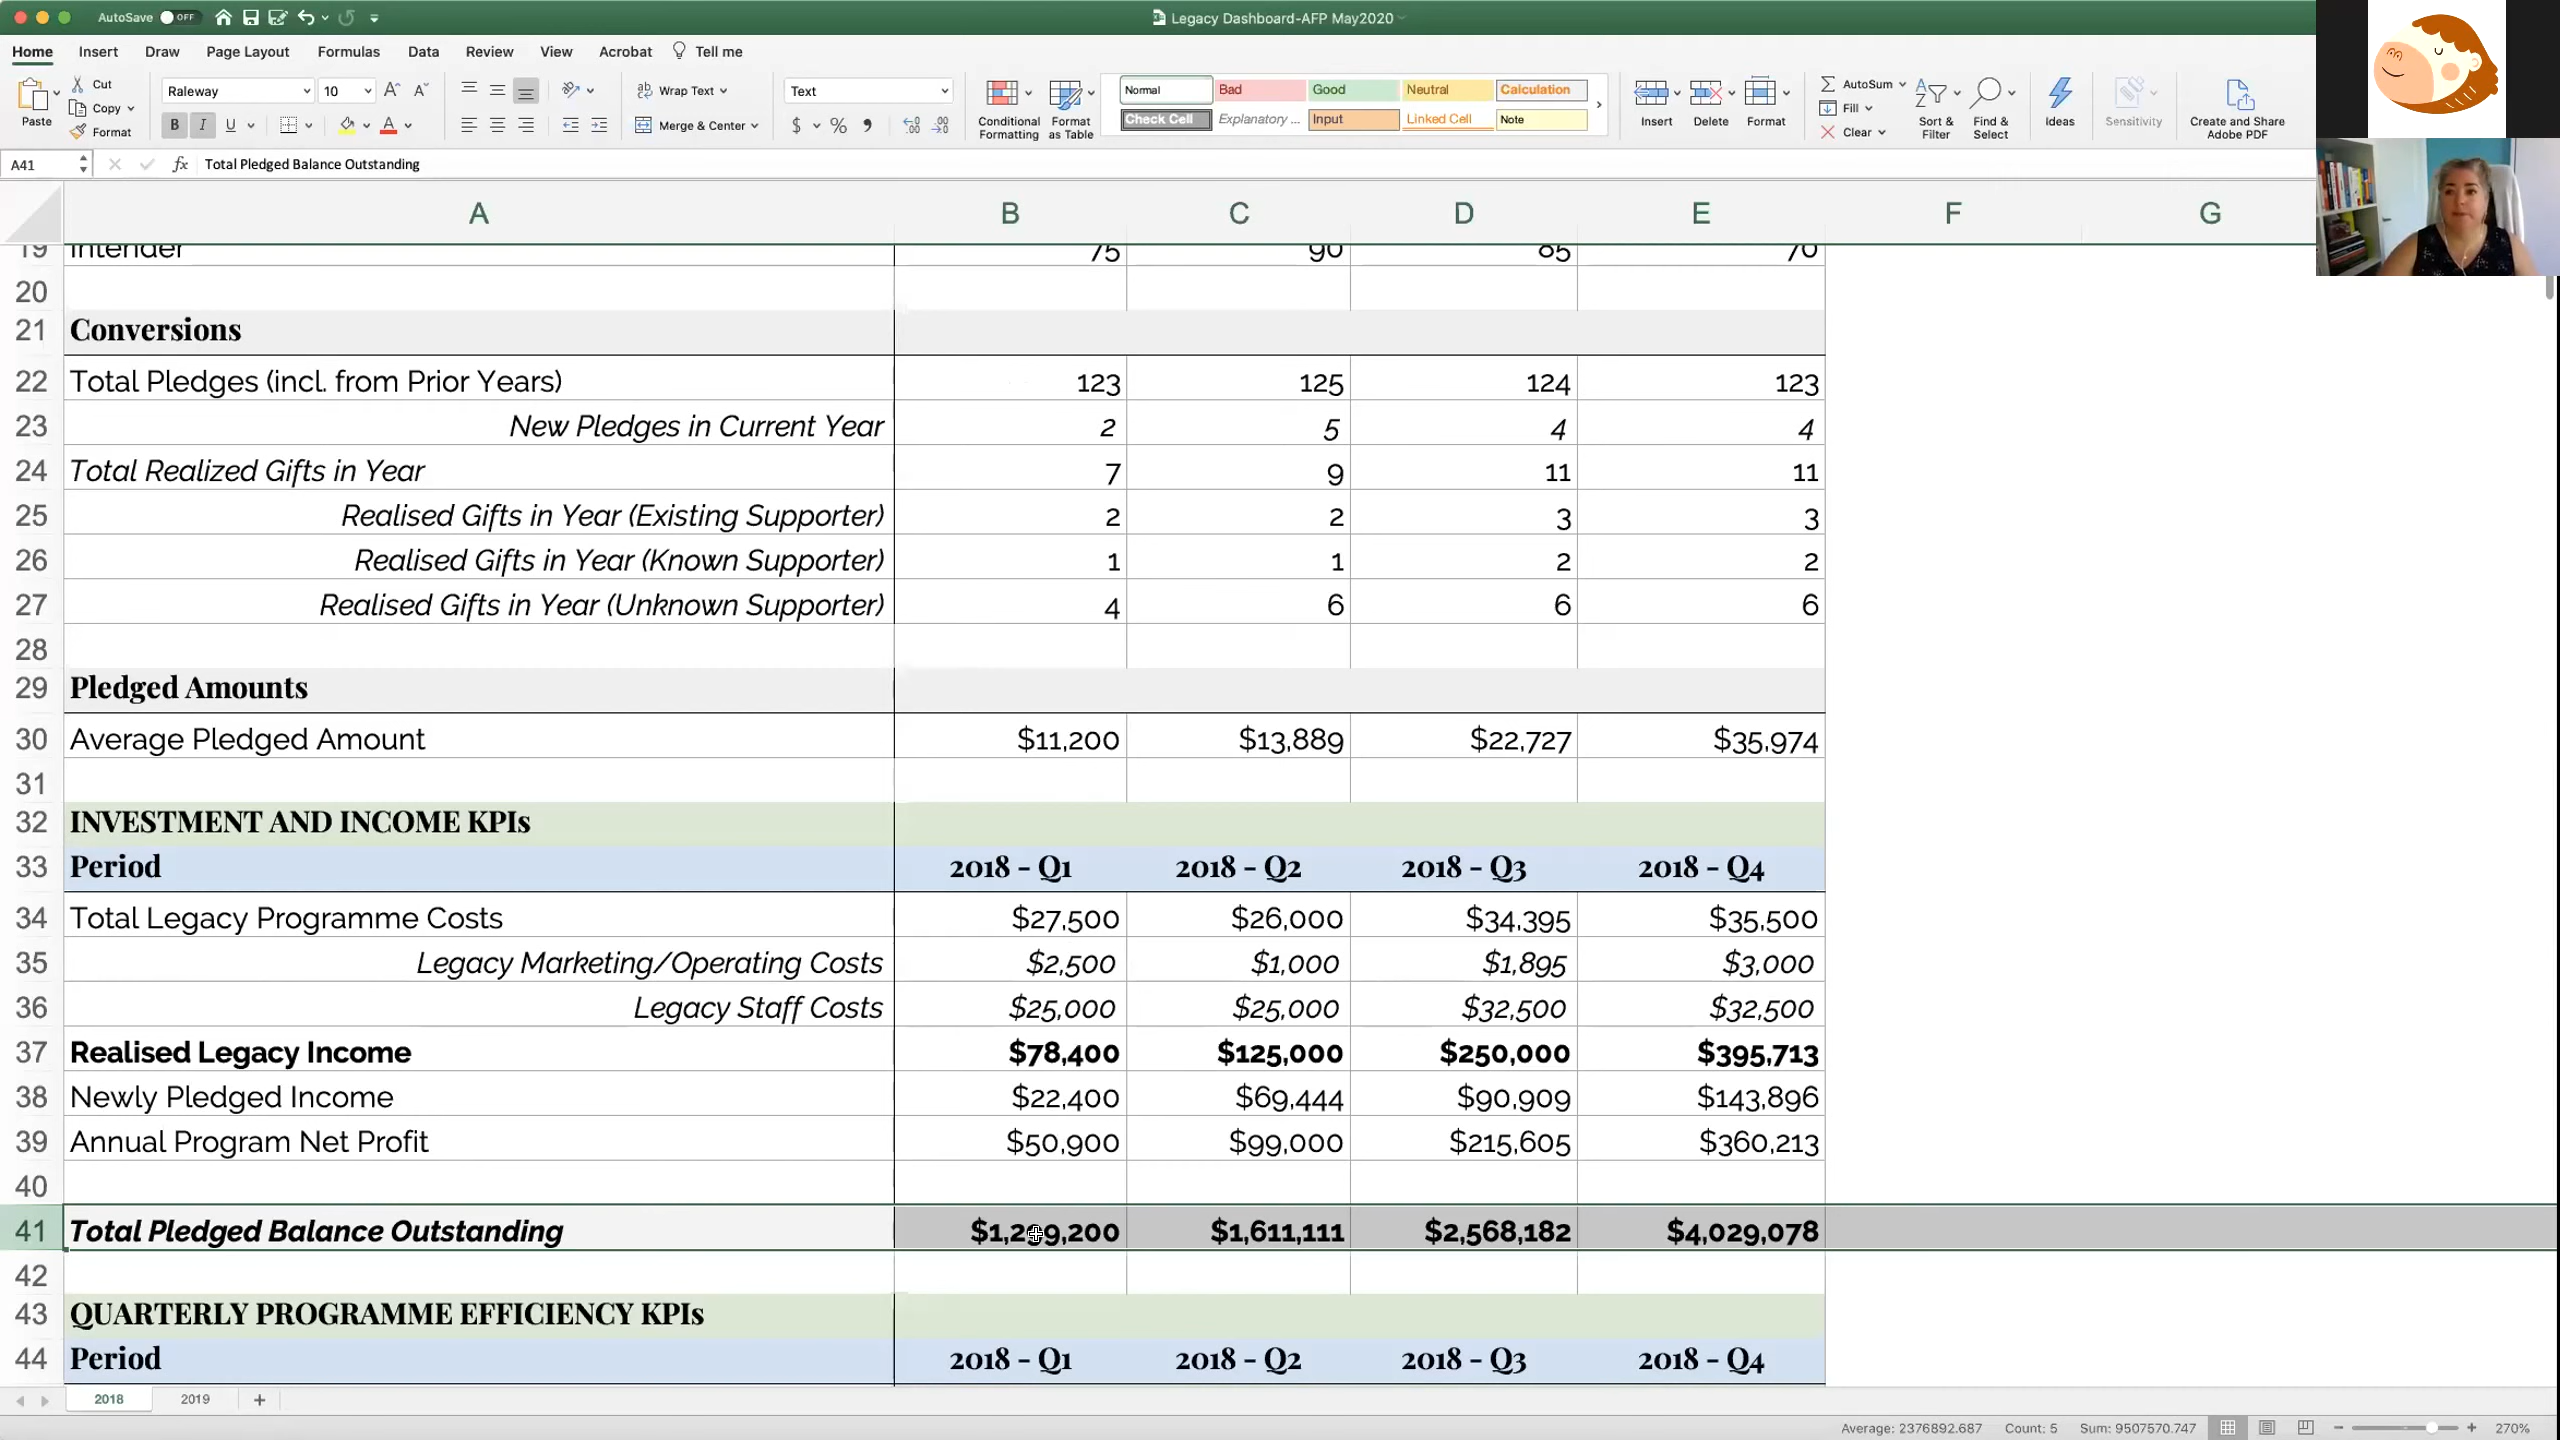 AutoSave OFF
Legacy Dashboard-AFP May2020
Home Insert Draw Page Layout Formulas Data Review View Acrobat Tell me
Paste Cut Copy Format
Raleway 10
B I U
Wrap Text
Merge & Center
Text
$ %
Conditional Formatting
Format as Table
Normal Bad Good Neutral Calculation
Check Cell Explanatory ... Input Linked Cell Note
Insert Delete Format
AutoSum
Fill
Clear
Sort & Filter
Find & Select
Ideas
Sensitivity
Create and Share Adobe PDF
A41 fx Total Pledged Balance Outstanding
A B C D E F G
19 Intender 75 90 85 70
20
21 Conversions
22 Total Pledges (incl. from Prior Years) 123 125 124 123
23 New Pledges in Current Year 2 5 4 4
24 Total Realized Gifts in Year 7 9 11 11
25 Realised Gifts in Year (Existing Supporter) 2 2 3 3
26 Realised Gifts in Year (Known Supporter) 1 1 2 2
27 Realised Gifts in Year (Unknown Supporter) 4 6 6 6
28
29 Pledged Amounts
30 Average Pledged Amount $11,200 $13,889 $22,727 $35,974
31
32 INVESTMENT AND INCOME KPIs
33 Period 2018 - Q1 2018 - Q2 2018 - Q3 2018 - Q4
34 Total Legacy Programme Costs $27,500 $26,000 $34,395 $35,500
35 Legacy Marketing/Operating Costs $2,500 $1,000 $1,895 $3,000
36 Legacy Staff Costs $25,000 $25,000 $32,500 $32,500
37 Realised Legacy Income $78,400 $125,000 $250,000 $395,713
38 Newly Pledged Income $22,400 $69,444 $90,909 $143,896
39 Annual Program Net Profit $50,900 $99,000 $215,605 $360,213
40
41 Total Pledged Balance Outstanding $1,611,111 $2,568,182 $4,029,078
42
43 QUARTERLY PROGRAMME EFFICIENCY KPIs
44 Period 2018 - Q1 2018 - Q2 2018 - Q3 2018 - Q4
2018 2019 +
Average: 2376892.687 Count: 5 Sum: 9507570.747 270%